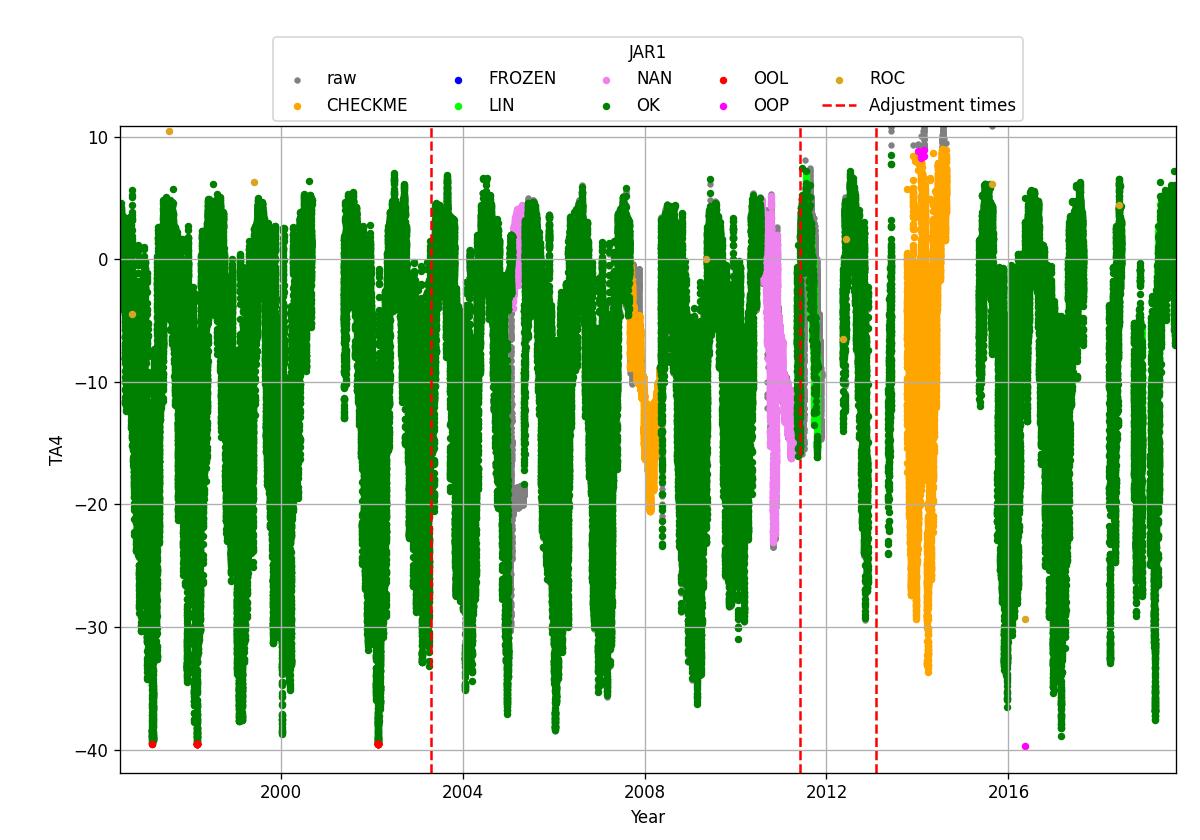 JAR1
raw FROZEN NAN OOL ROC
CHECKME LIN OK OOP Adjustment times
10
0
−10
−20
−30
−40
TA4
2000 2004 2008 2012 2016
Year